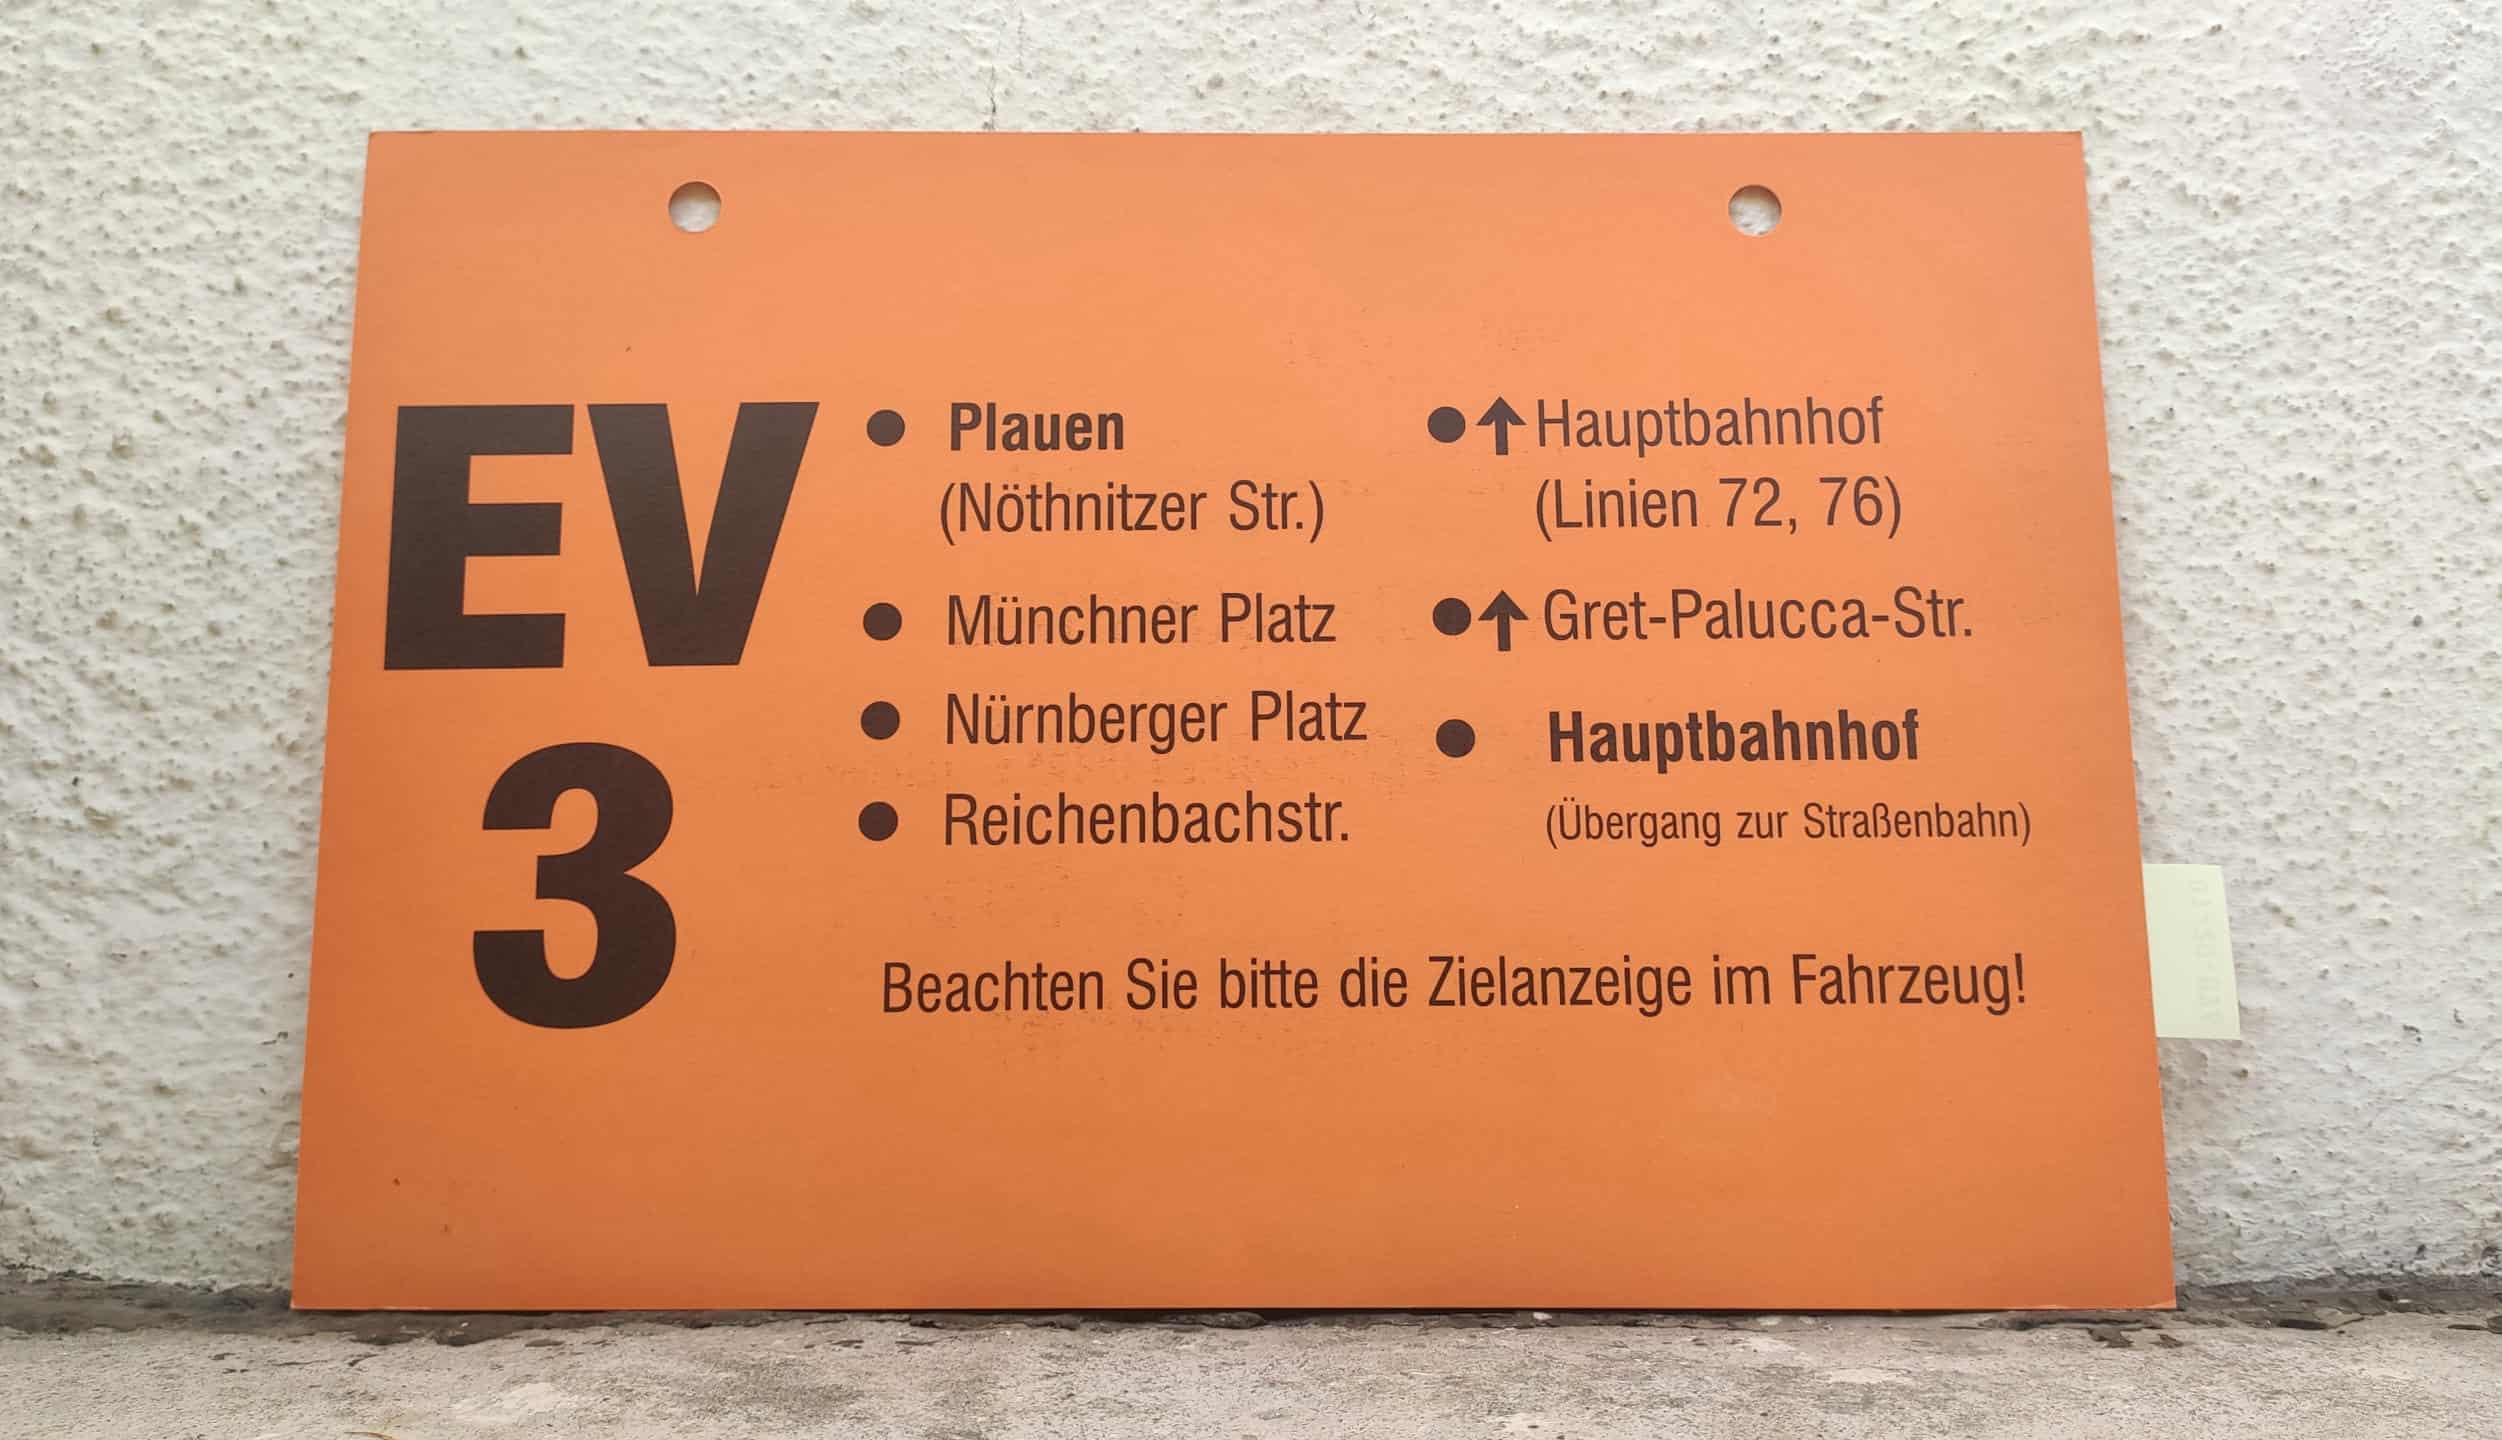 EV
3
● Plauen
(Nöthnitzer Str.)
● Münchner Platz
● Nürnberger Platz
● Reichenbachstr.
●↑Hauptbahnhof
(Linien 72, 76)
●↑Gret-Palucca-Str.
● Hauptbahnhof
(Übergang zur Straßenbahn)
Beachten Sie bitte die Zielanzeige im Fahrzeug!